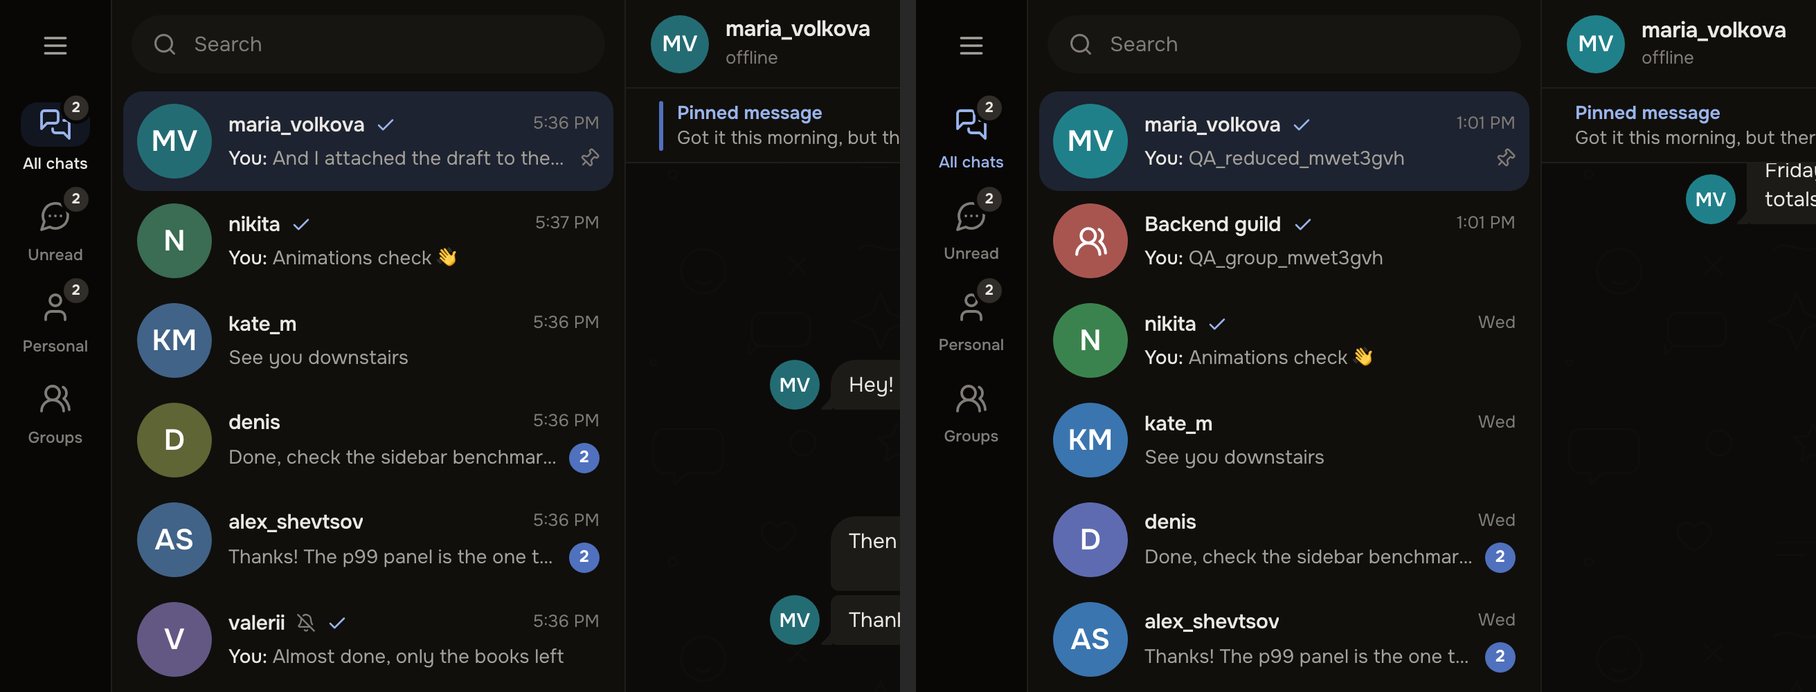 Search
2
All chats
2
Unread
2
Personal
Groups
MV
maria_volkova
5:36 PM
You: And I attached the draft to the...
N
nikita
5:37 PM
You: Animations check 👋
KM
kate_m
5:36 PM
See you downstairs
D
denis
5:36 PM
Done, check the sidebar benchmar...
2
AS
alex_shevtsov
5:36 PM
Thanks! The p99 panel is the one t...
2
V
valerii
5:36 PM
You: Almost done, only the books left
MV
maria_volkova
offline
Pinned message
Got it this morning, but th
MV
Hey!
Then
MV
Than
Search
2
All chats
2
Unread
2
Personal
Groups
MV
maria_volkova
1:01 PM
You: QA_reduced_mwet3gvh
Backend guild
1:01 PM
You: QA_group_mwet3gvh
N
nikita
Wed
You: Animations check 👋
KM
kate_m
Wed
See you downstairs
D
denis
Wed
Done, check the sidebar benchmar...
2
AS
alex_shevtsov
Wed
Thanks! The p99 panel is the one t...
2
MV
maria_volkova
offline
Pinned message
Got it this morning, but ther
MV
Frida
totals